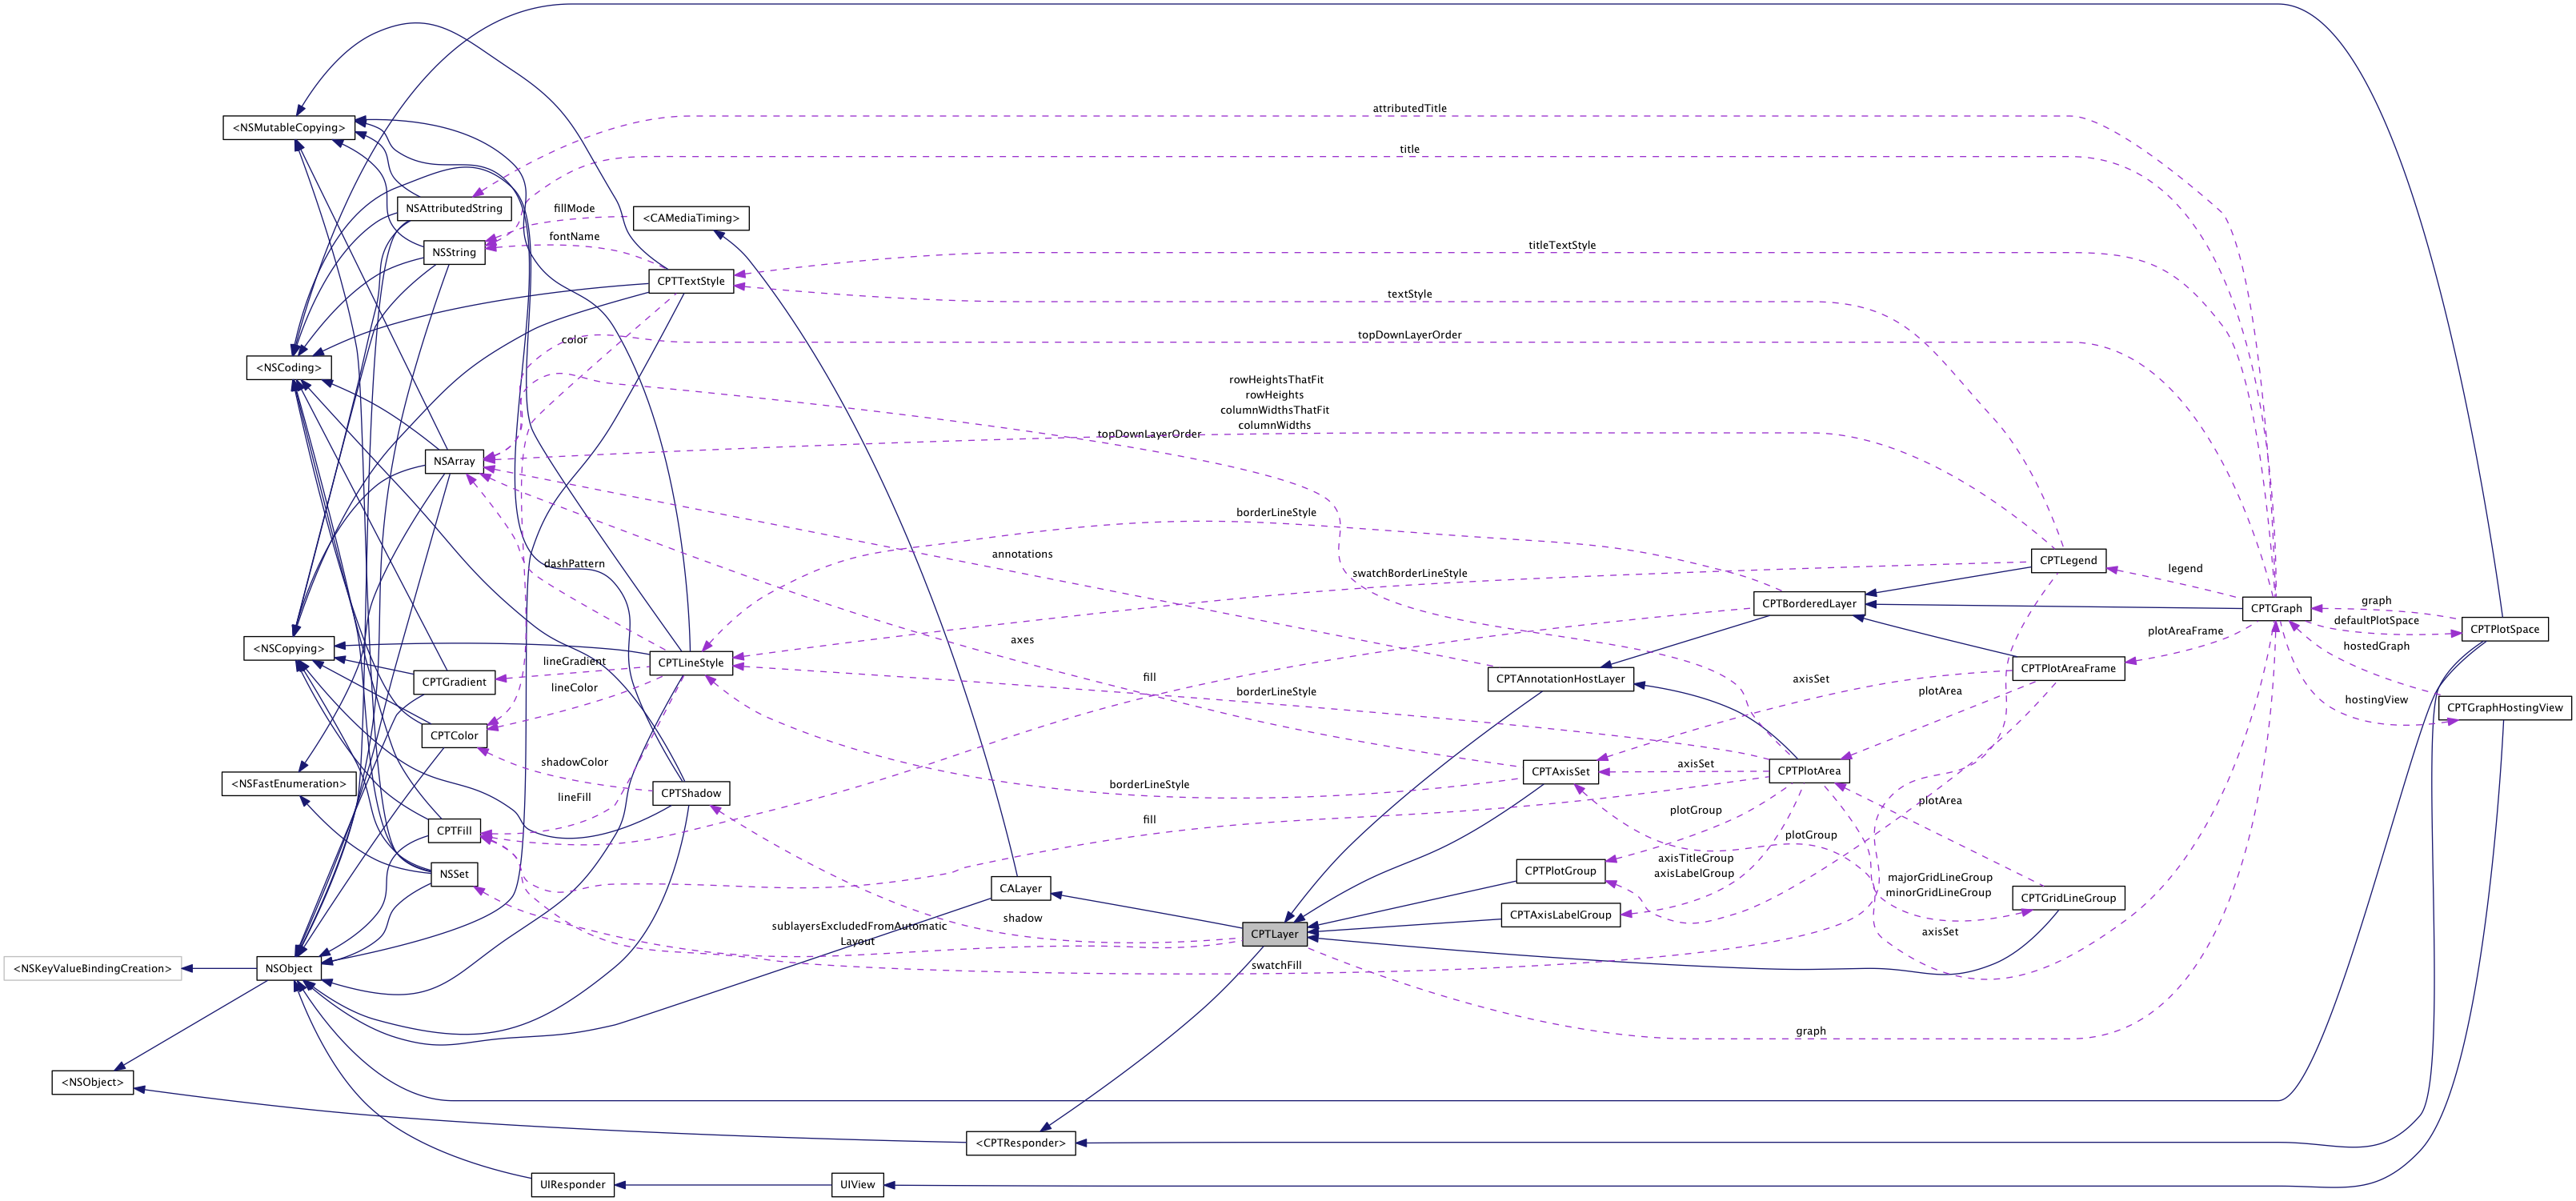 attributedTitle
<NSMutableCopying>
title
NSAttributedString
fillMode
<CAMediaTiming>
fontName
NSString
titleTextStyle
CPTTextStyle
textStyle
color
topDownLayerOrder
<NSCoding>
rowHeightsThatFit
rowHeights
columnWidthsThatFit
columnWidths
topDownLayerOrder
NSArray
borderLineStyle
annotations
dashPattern
swatchBorderLineStyle
CPTLegend
legend
CPTBorderedLayer
CPTGraph
graph
defaultPlotSpace
CPTPlotSpace
axes
plotAreaFrame
<NSCopying>
lineGradient
CPTLineStyle
hostedGraph
CPTPlotAreaFrame
CPTGradient
fill
CPTAnnotationHostLayer
axisSet
lineColor
borderLineStyle
plotArea
hostingView
CPTGraphHostingView
CPTColor
shadowColor
axisSet
CPTAxisSet
CPTPlotArea
<NSFastEnumeration>
borderLineStyle
CPTShadow
lineFill
plotArea
plotGroup
fill
CPTFill
plotGroup
axisTitleGroup
axisLabelGroup
NSSet
CPTPlotGroup
majorGridLineGroup
minorGridLineGroup
CALayer
CPTGridLineGroup
shadow
CPTAxisLabelGroup
sublayersExcludedFromAutomatic
Layout
CPTLayer
axisSet
<NSKeyValueBindingCreation>
NSObject
swatchFill
graph
<NSObject>
<CPTResponder>
UIResponder
UIView